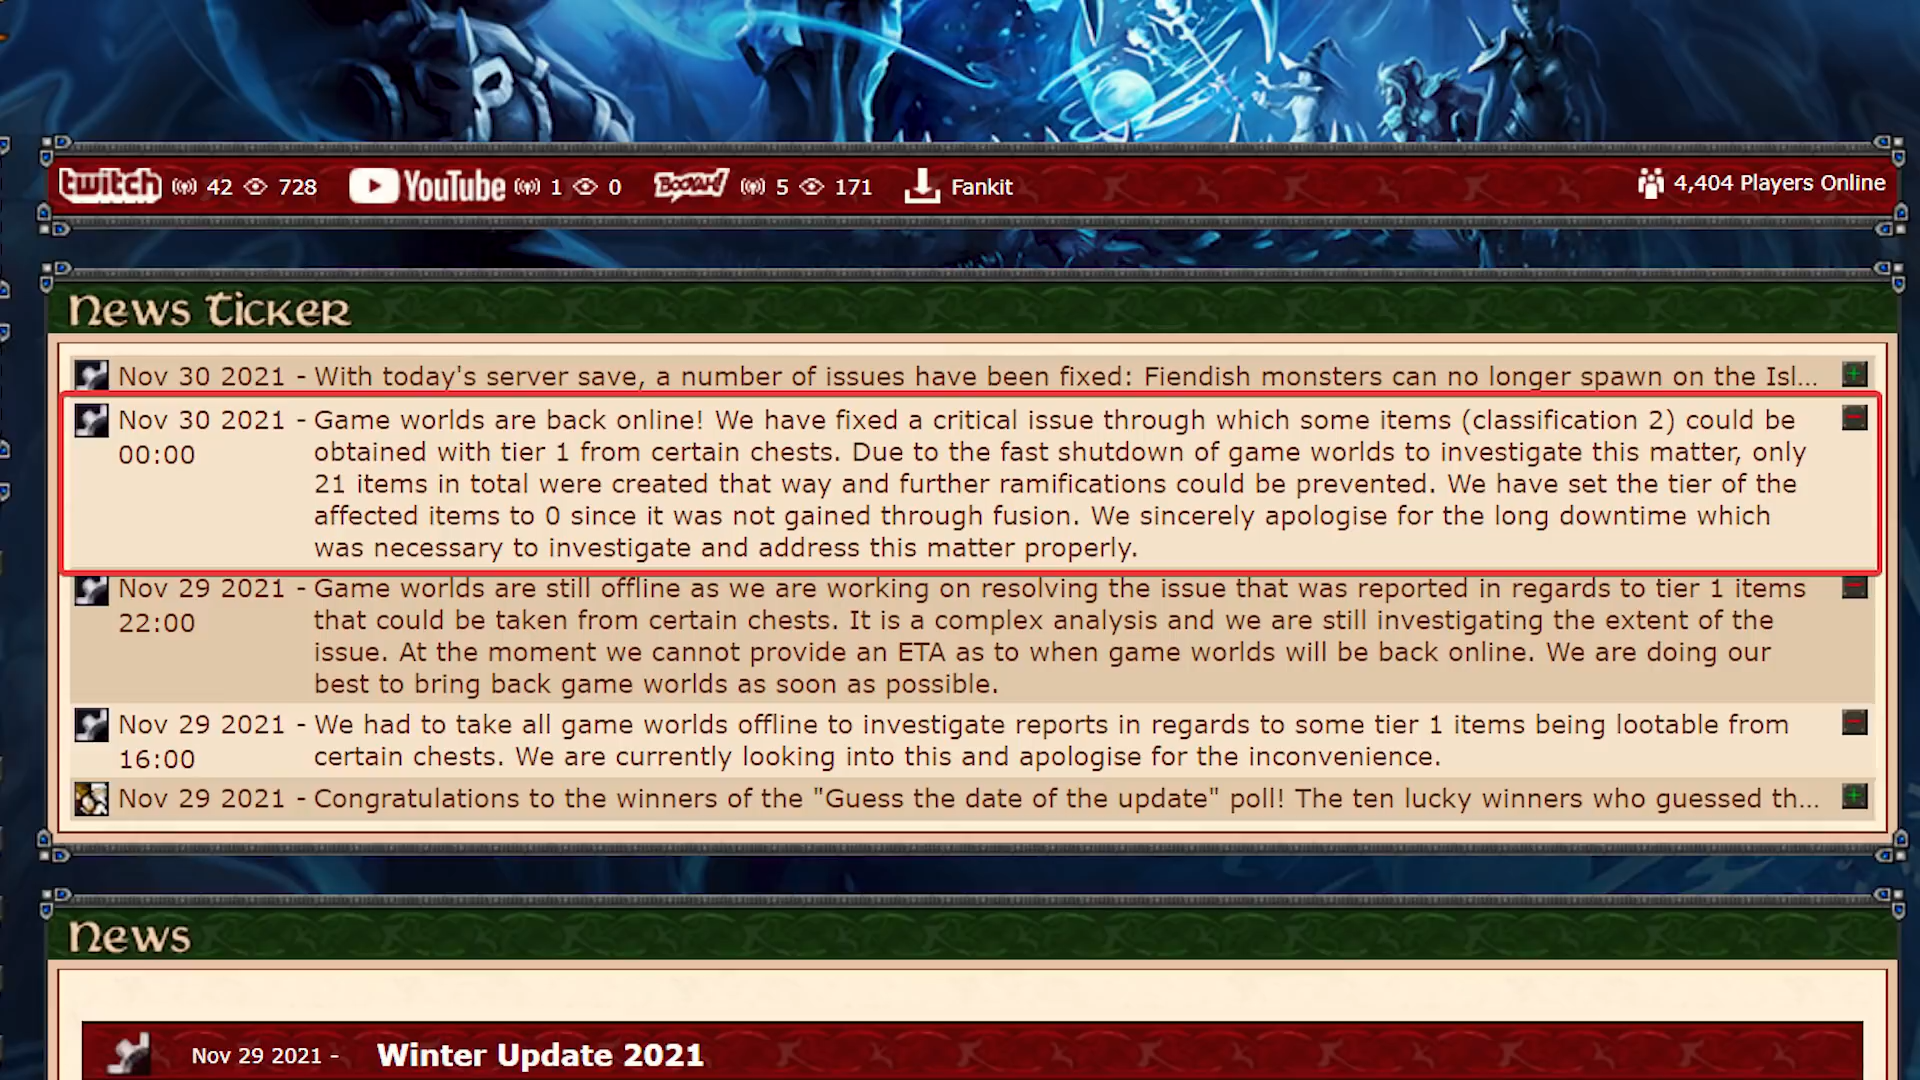 twitch 42 728 YouTube 1 0 BOOYAH! 5 171 Fankit 4,404 Players Online
News Ticker
Nov 30 2021 - With today's server save, a number of issues have been fixed: Fiendish monsters can no longer spawn on the Isl...
Nov 30 2021 - Game worlds are back online! We have fixed a critical issue through which some items (classification 2) could be
00:00 obtained with tier 1 from certain chests. Due to the fast shutdown of game worlds to investigate this matter, only
21 items in total were created that way and further ramifications could be prevented. We have set the tier of the
affected items to 0 since it was not gained through fusion. We sincerely apologise for the long downtime which
was necessary to investigate and address this matter properly.
Nov 29 2021 - Game worlds are still offline as we are working on resolving the issue that was reported in regards to tier 1 items
22:00 that could be taken from certain chests. It is a complex analysis and we are still investigating the extent of the
issue. At the moment we cannot provide an ETA as to when game worlds will be back online. We are doing our
best to bring back game worlds as soon as possible.
Nov 29 2021 - We had to take all game worlds offline to investigate reports in regards to some tier 1 items being lootable from
16:00 certain chests. We are currently looking into this and apologise for the inconvenience.
Nov 29 2021 - Congratulations to the winners of the "Guess the date of the update" poll! The ten lucky winners who guessed th...
News
Nov 29 2021 - Winter Update 2021